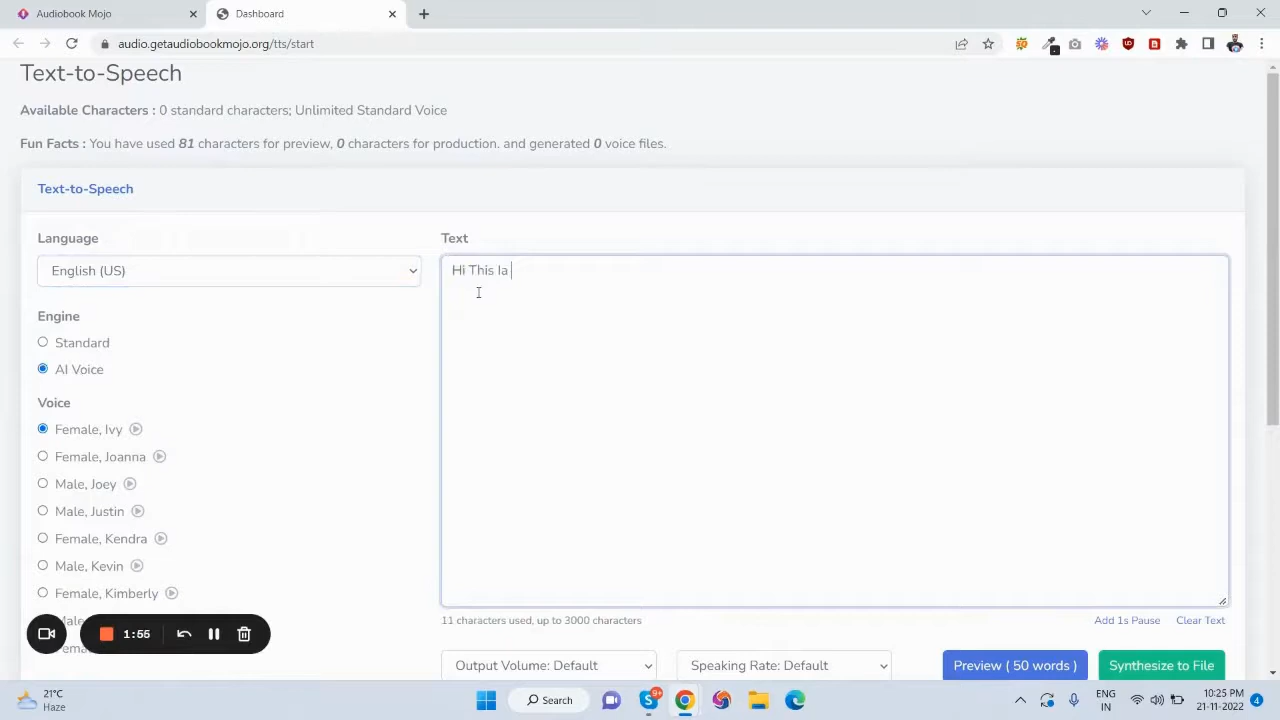 Audiobook Mojo
Dashboard
audio.getaudiobookmojo.org/tts/start
Text-to-Speech
Available Characters : 0 standard characters; Unlimited Standard Voice
Fun Facts : You have used 81 characters for preview, 0 characters for production. and generated 0 voice files.
Text-to-Speech
Language
Text
English (US)
Hi This Ia
Engine
Standard
AI Voice
Voice
Female, Ivy
Female, Joanna
Male, Joey
Male, Justin
Female, Kendra
Male, Kevin
Female, Kimberly
1:55
11 characters used, up to 3000 characters
Add 1s Pause
Clear Text
Output Volume: Default
Speaking Rate: Default
Preview ( 50 words )
Synthesize to File
21°C
Haze
Search
9+
ENG
IN
10:25 PM
21-11-2022
4